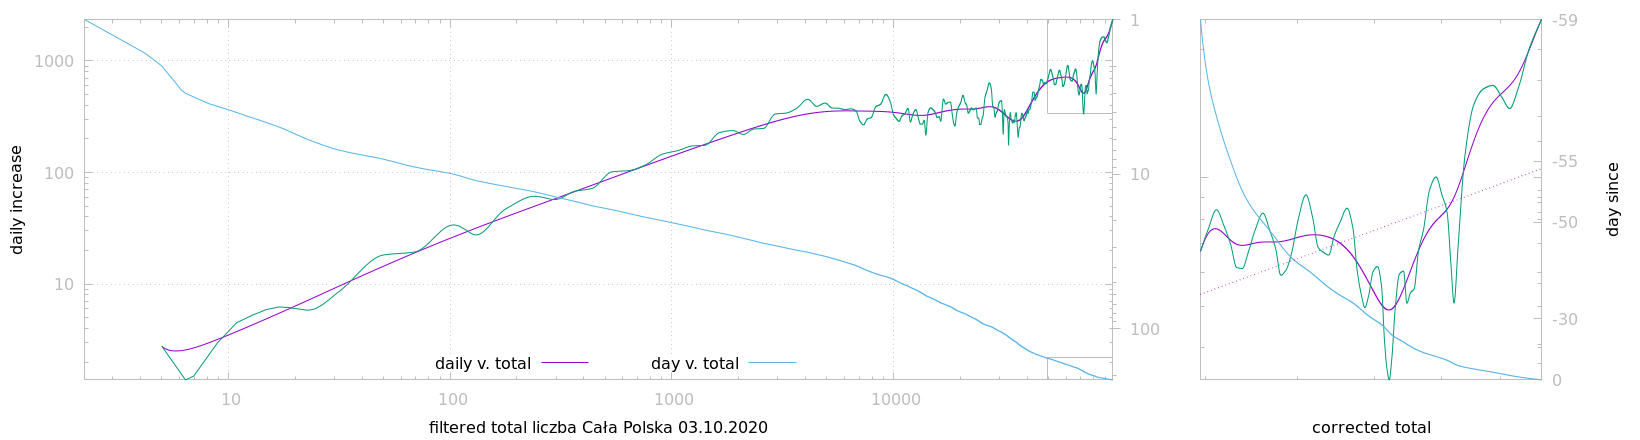 1000
100
10
daily increase
daily v. total
day v. total
10
100
1000
10000
1
10
100
filtered total liczba Cała Polska 03.10.2020
-59
-55
-50
-30
0
day since
corrected total